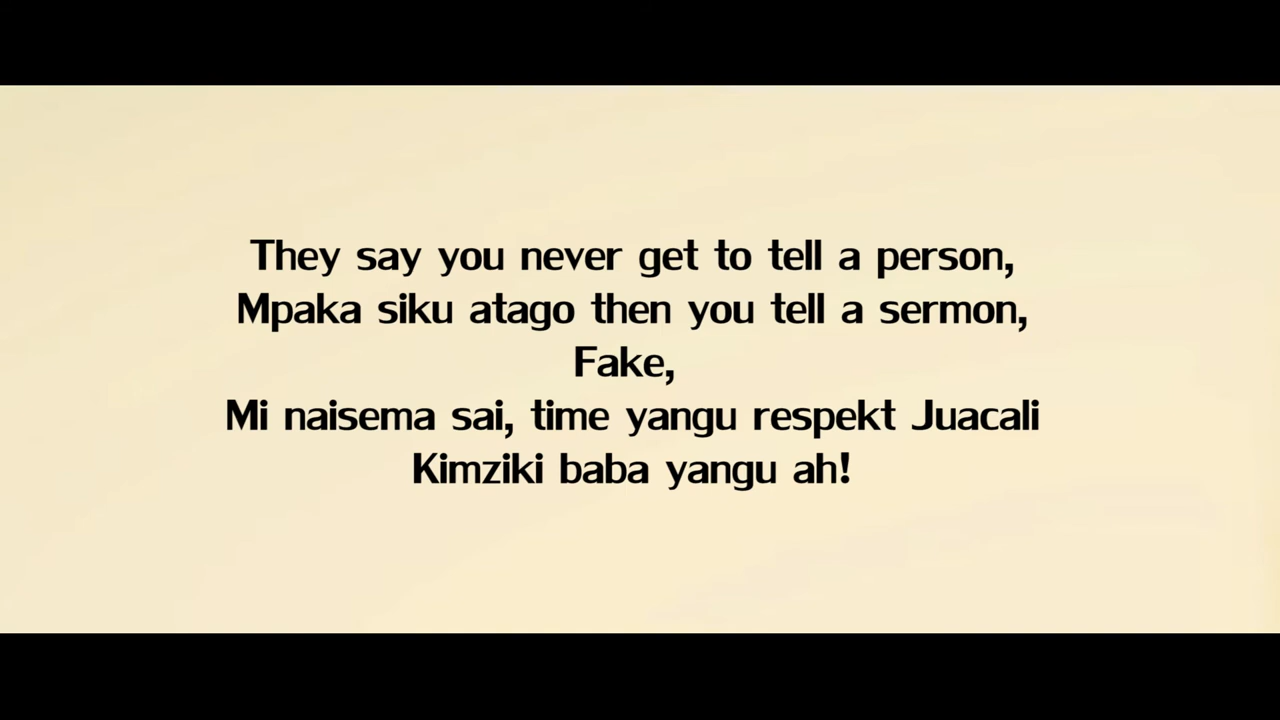 They say you never get to tell a person,
Mpaka siku atago then you tell a sermon,
Fake,
Mi naisema sai, time yangu respekt Juacali
Kimziki baba yangu ah!